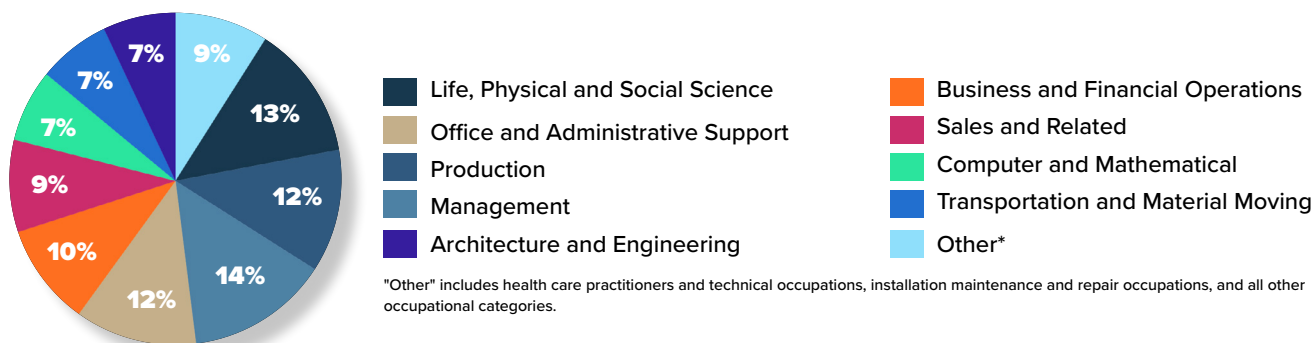 7%
9%
7%
13%
7%
9%
12%
10%
14%
12%
Life, Physical and Social Science
Office and Administrative Support
Production
Management
Architecture and Engineering
Business and Financial Operations
Sales and Related
Computer and Mathematical
Transportation and Material Moving
Other*
"Other" includes health care practitioners and technical occupations, installation maintenance and repair occupations, and all other
occupational categories.